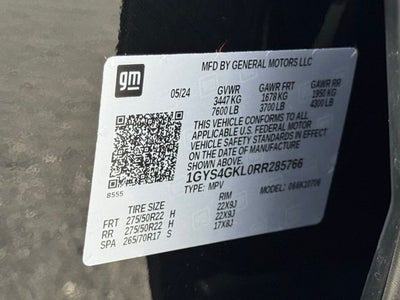 gm
MFD BY GENERAL MOTORS LLC
05/24 GVWR GAWR FRT GAWR RR
3447 KG 1678 KG 1950 KG
7600 LB 3700 LB 4300 LB
THIS VEHICLE CONFORMS TO ALL
APPLICABLE U.S. FEDERAL MOTOR
VEHICLE SAFETY STANDARDS
IN EFFECT ON THE DATE OF MANUFACTURE
SHOWN ABOVE.
1GYS4GKL0RR285766
8555 TYPE: MPV MODEL:
TIRE SIZE RIM
FRT 275/50R22 H 22X9J
RR 275/50R22 H 22X9J
SPA 265/70R17 S 17X8J